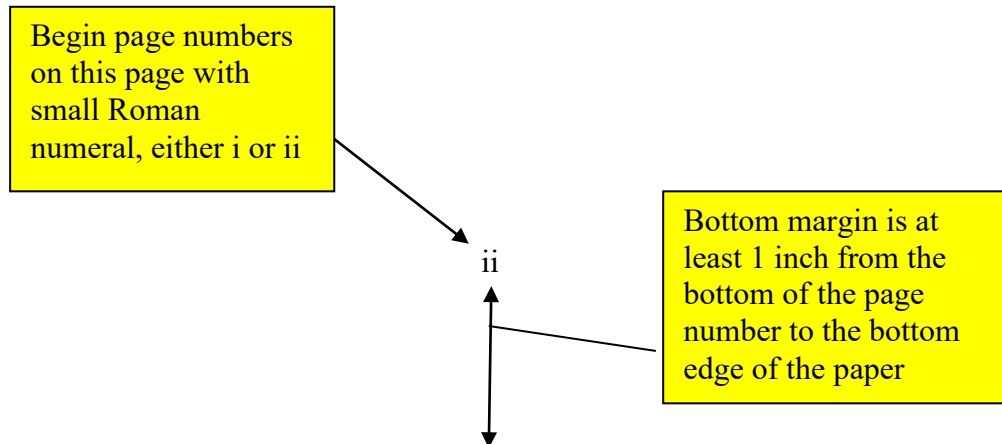 Begin page numbers
on this page with
small Roman
numeral, either i or ii
ii
Bottom margin is at
least 1 inch from the
bottom of the page
number to the bottom
edge of the paper